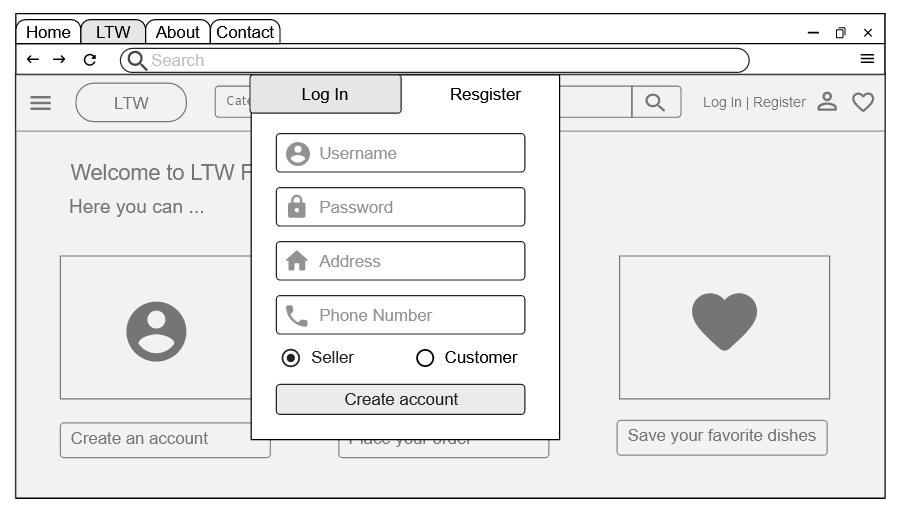 Home LTW About Contact
Search
LTW Cate Log In | Register
Log In Resgister
Welcome to LTW F
Here you can ...
Username
Password
Address
Phone Number
Seller Customer
Create account
Create an account Place your order Save your favorite dishes